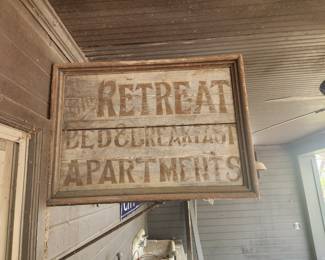 THE RETREAT
BED & BREAKFAST
APARTMENTS